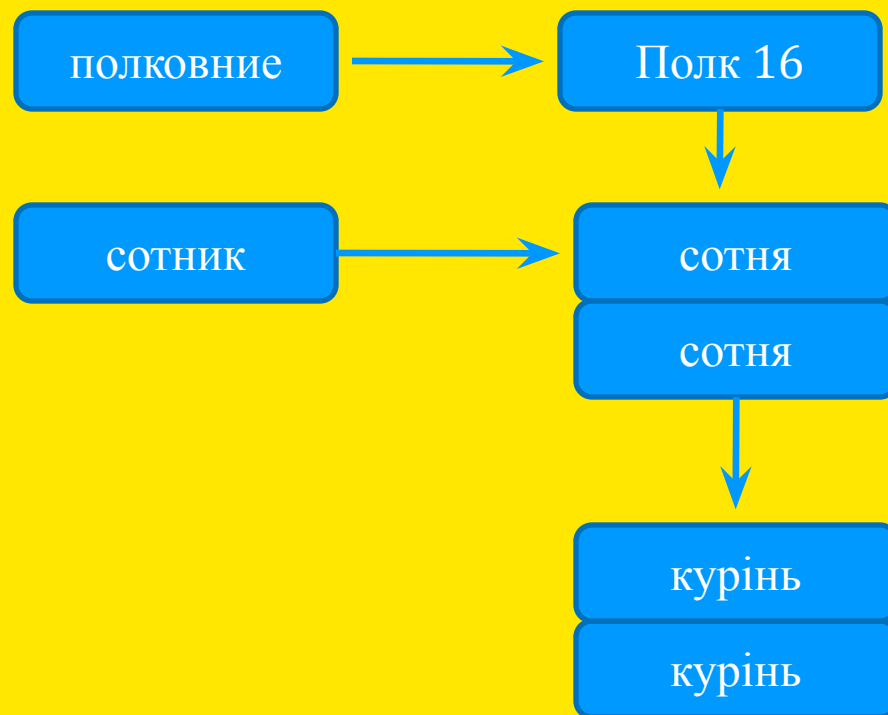 полковние
Полк 16
сотник
сотня
сотня
курінь
курінь